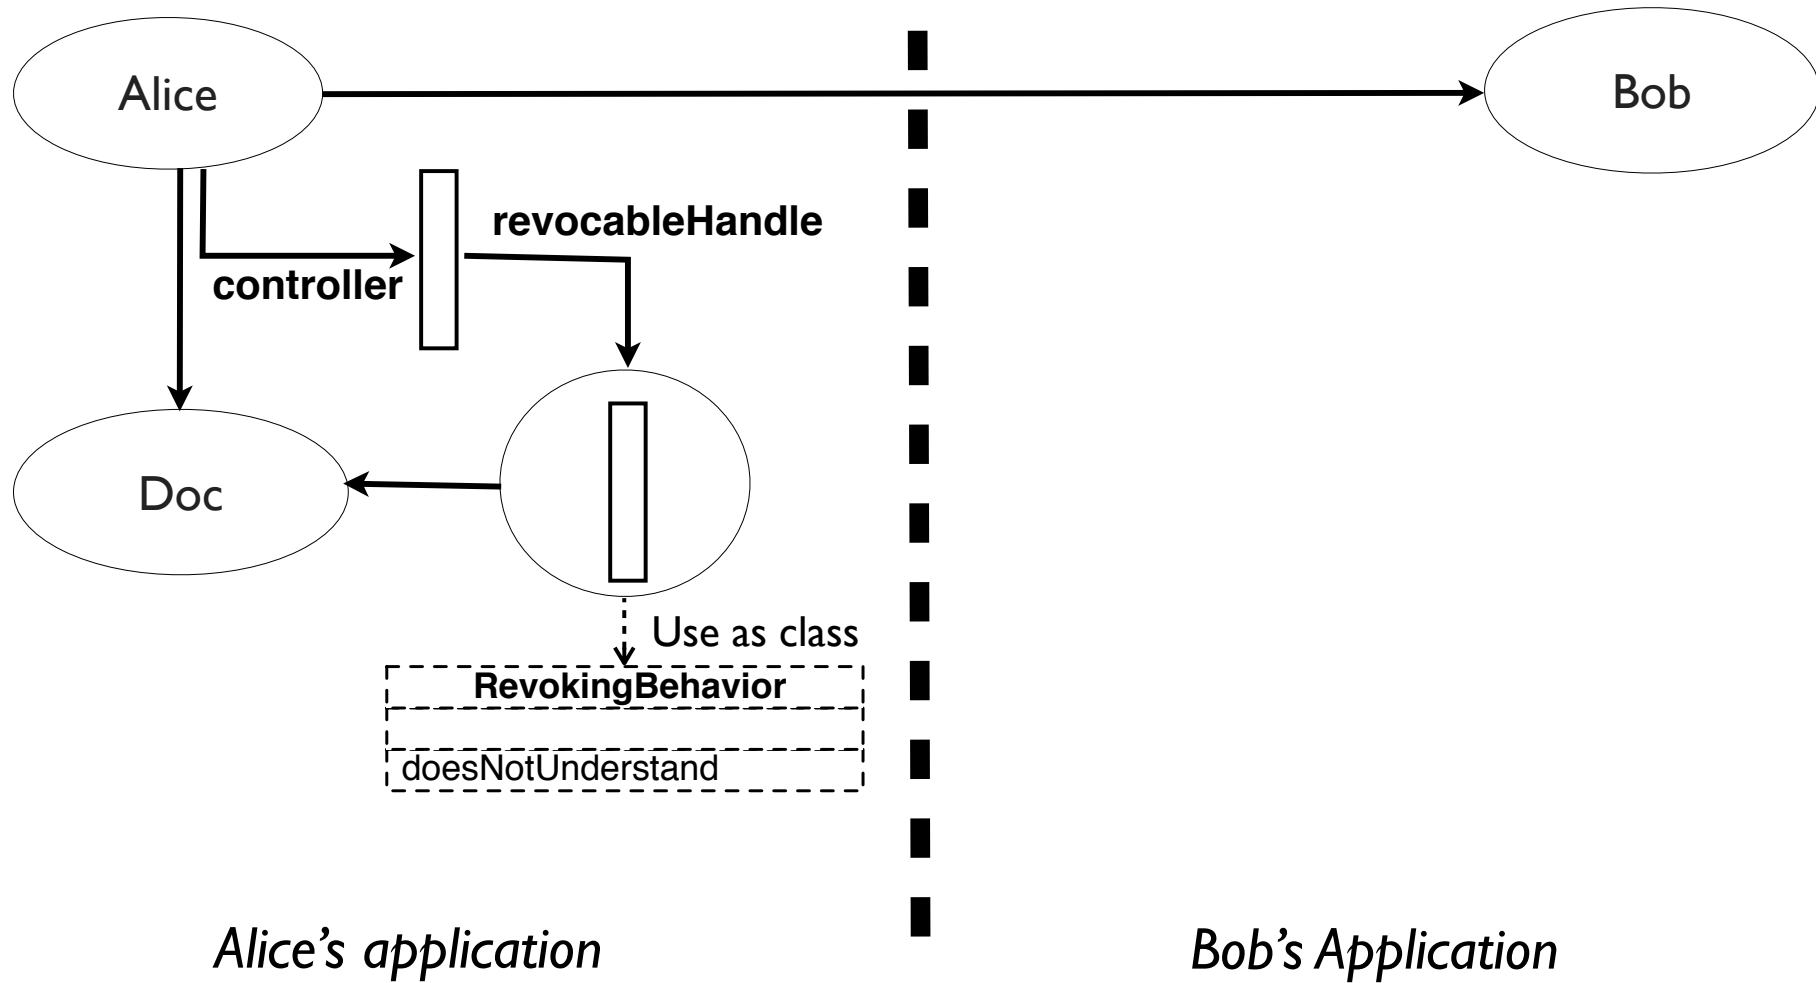 Alice
Bob
revocableHandle
controller
Doc
Use as class
RevokingBehavior
doesNotUnderstand
Alice’s application
Bob’s Application